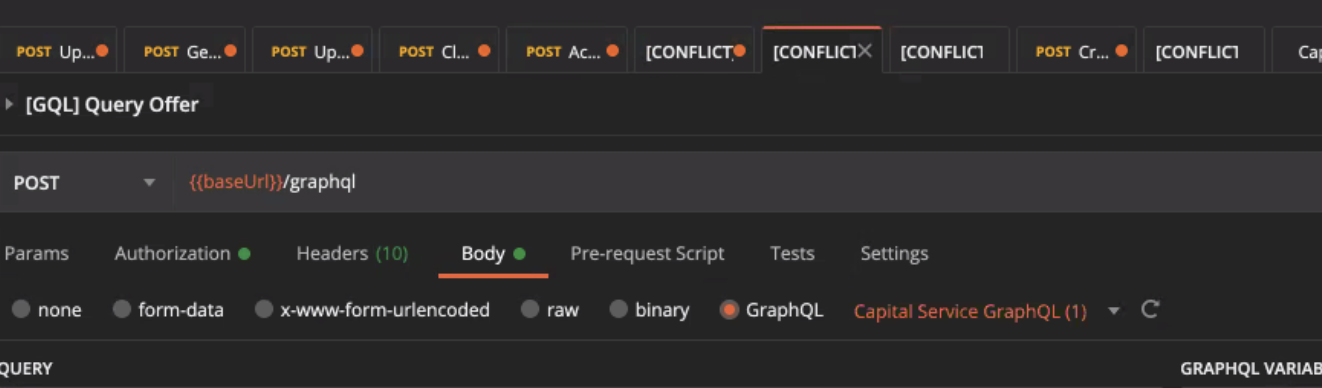 POST Up... POST Ge... POST Up... POST Cl... POST Ac... [CONFLICT] [CONFLICT] [CONFLICT] POST Cr... [CONFLICT] Cap
[GQL] Query Offer
POST {{baseUrl}}/graphql
Params Authorization Headers (10) Body Pre-request Script Tests Settings
none form-data x-www-form-urlencoded raw binary GraphQL Capital Service GraphQL (1)
QUERY GRAPHQL VARIAB